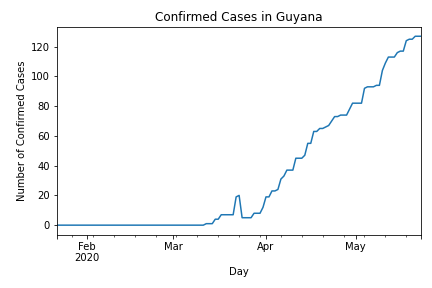 Confirmed Cases in Guyana
Number of Confirmed Cases
120
100
80
60
40
20
0
Feb
2020
Mar
Apr
May
Day